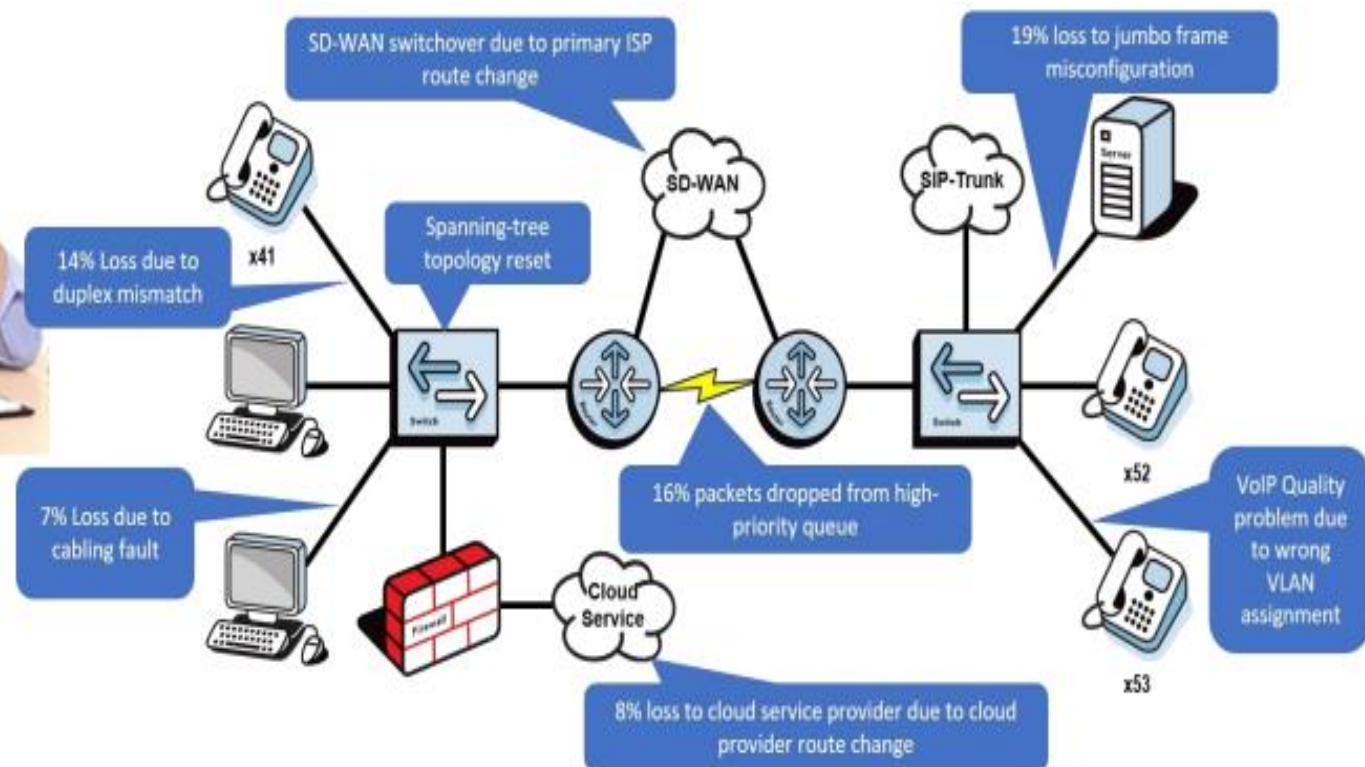 SD-WAN switchover due to primary ISP
route change
19% loss to jumbo frame
misconfiguration
SD-WAN
SIP-Trunk
Server
Spanning-tree
topology reset
14% Loss due to
duplex mismatch
x41
Switch
Router
Router
Switch
x52
7% Loss due to
cabling fault
16% packets dropped from high-
priority queue
VoIP Quality
problem due
to wrong
VLAN
assignment
Firewall
Cloud
Service
x53
8% loss to cloud service provider due to cloud
provider route change